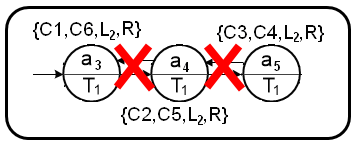 {C1,C6,L₂,R}
{C3,C4,L₂,R}
a₃ a₄ a₅
T₁ T₁ T₁
{C2,C5,L₂,R}